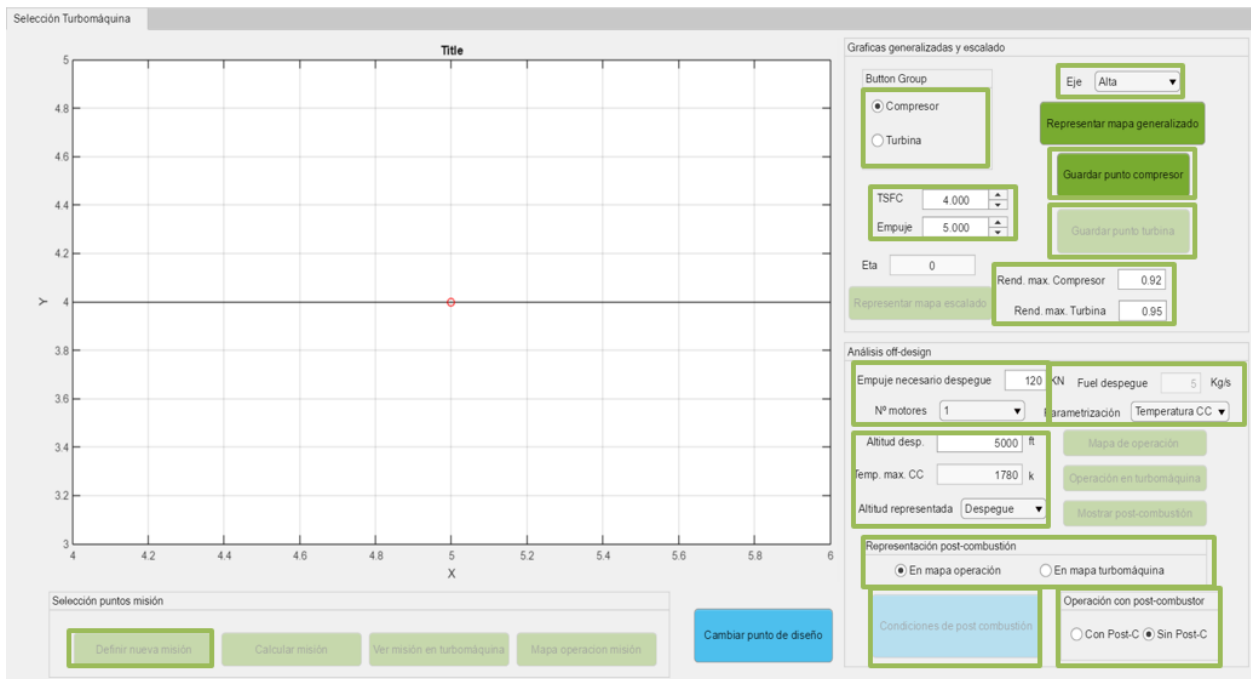 Selección Turbomáquina
Title
5
4.8
4.6
4.4
4.2
4
3.8
3.6
3.4
3.2
3
Y
4
4.2
4.4
4.6
4.8
5
5.2
5.4
5.6
5.8
6
X
Graficas generalizadas y escalado
Button Group
Compresor
Turbina
Eje Alta
Representar mapa generalizado
Guardar punto compresor
Guardar punto turbina
TSFC 4.000
Empuje 5.000
Eta 0
Representar mapa escalado
Rend. max. Compresor 0.92
Rend. max. Turbina 0.95
Análisis off-design
Empuje necesario despegue 120 KN
Fuel despegue 5 Kg/s
Nº motores 1
Parametrización Temperatura CC
Altitud desp. 5000 ft
Temp. max. CC 1780 k
Altitud representada Despegue
Mapa de operación
Operación en turbomáquina
Mostrar post-combustión
Representación post-combustión
En mapa operación
En mapa turbomáquina
Condiciones de post combustión
Operación con post-combustor
Con Post-C Sin Post-C
Selección puntos misión
Definir nueva misión
Calcular misión
Ver misión en turbomáquina
Mapa operacion misión
Cambiar punto de diseño